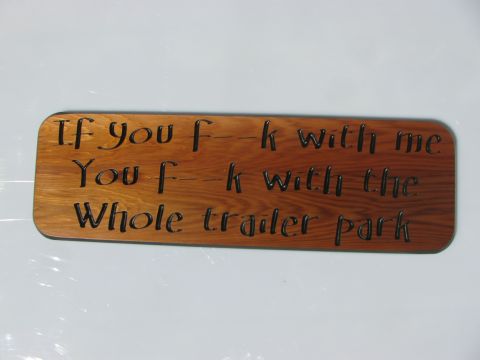 If you f--k with me
You f--k with the
Whole trailer park